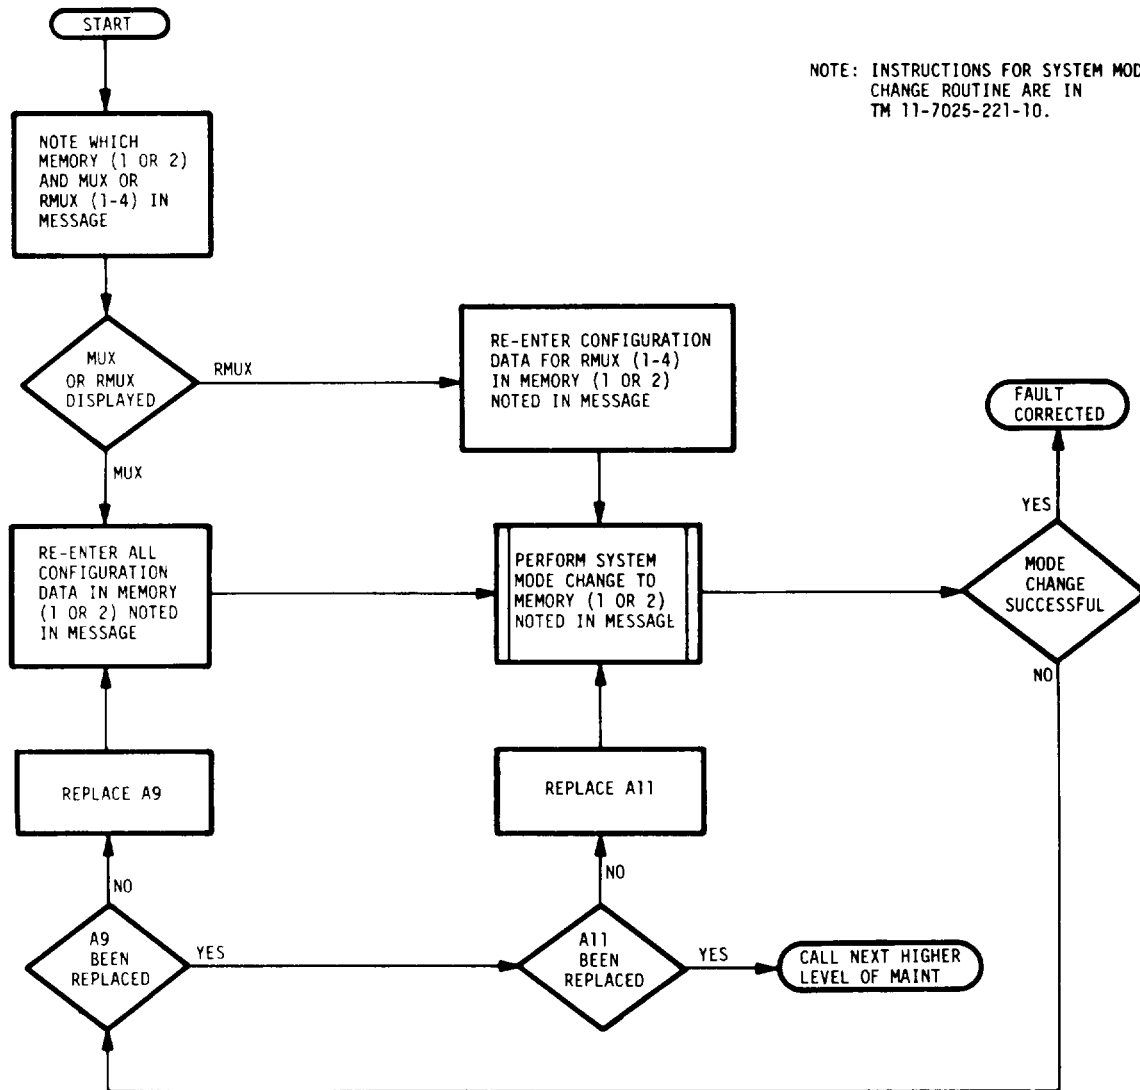 START
NOTE: INSTRUCTIONS FOR SYSTEM MOD
CHANGE ROUTINE ARE IN
TM 11-7025-221-10.
NOTE WHICH
MEMORY (1 OR 2)
AND MUX OR
RMUX (1-4) IN
MESSAGE
MUX
OR RMUX
DISPLAYED
RMUX
RE-ENTER CONFIGURATION
DATA FOR RMUX (1-4)
IN MEMORY (1 OR 2)
NOTED IN MESSAGE
FAULT
CORRECTED
MUX
YES
RE-ENTER ALL
CONFIGURATION
DATA IN MEMORY
(1 OR 2) NOTED
IN MESSAGE
PERFORM SYSTEM
MODE CHANGE TO
MEMORY (1 OR 2)
NOTED IN MESSAGE
MODE
CHANGE
SUCCESSFUL
NO
REPLACE A9
REPLACE A11
NO
NO
A9
BEEN
REPLACED
YES
A11
BEEN
REPLACED
YES
CALL NEXT HIGHER
LEVEL OF MAINT